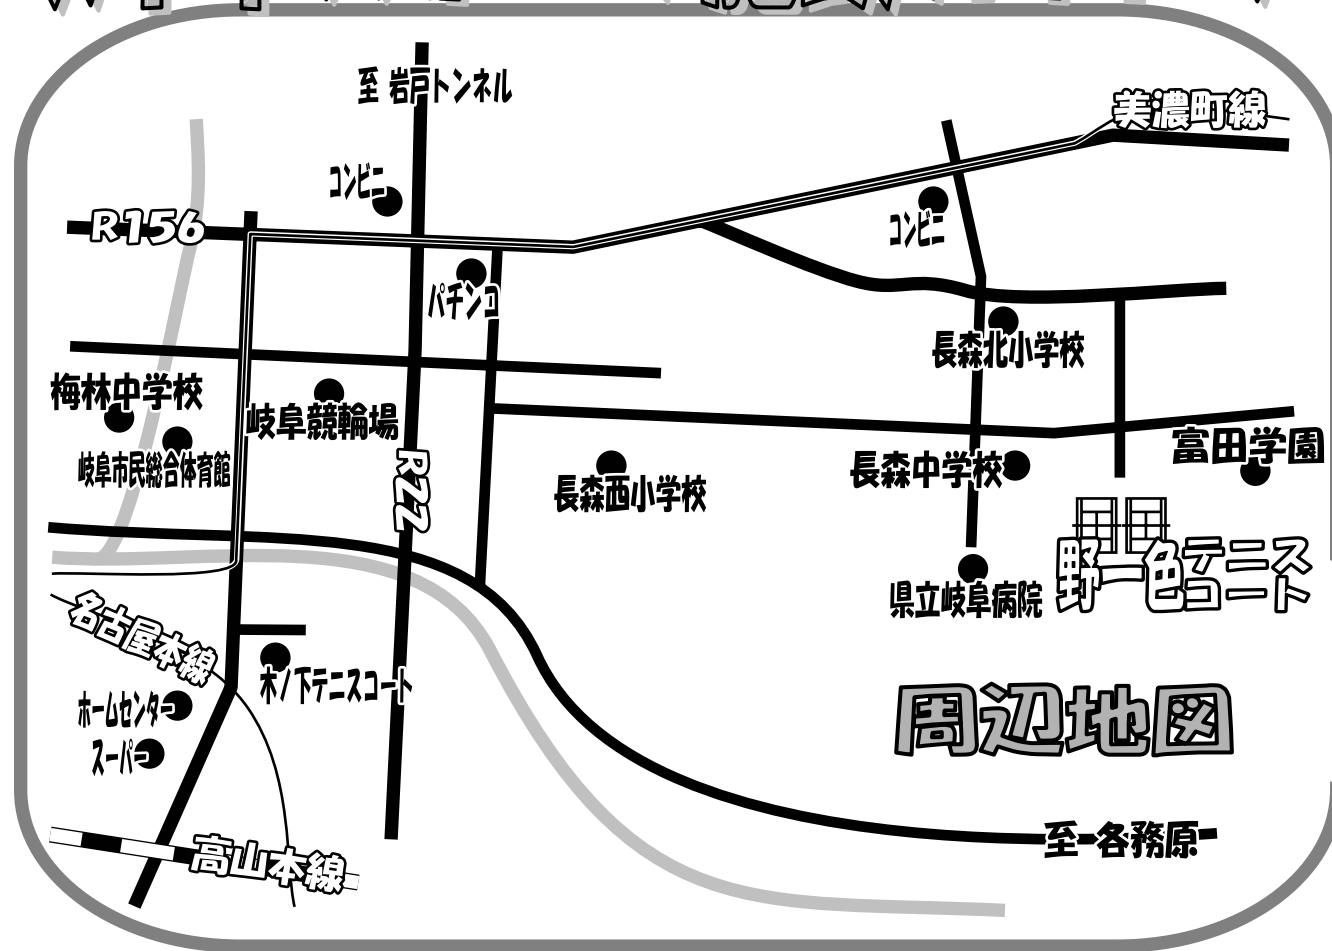 至 岩戸トンネル
美濃町線
コンビニ
R156
コンビニ
パチンコ
長森北小学校
梅林中学校
岐阜競輪場
富田学園
岐阜市民総合体育館
R22
長森西小学校
長森中学校
野一色テニス
コート
県立岐阜病院
名古屋本線
木ノ下テニスコート
ホームセンター
周辺地図
スーパー
至 各務原
高山本線